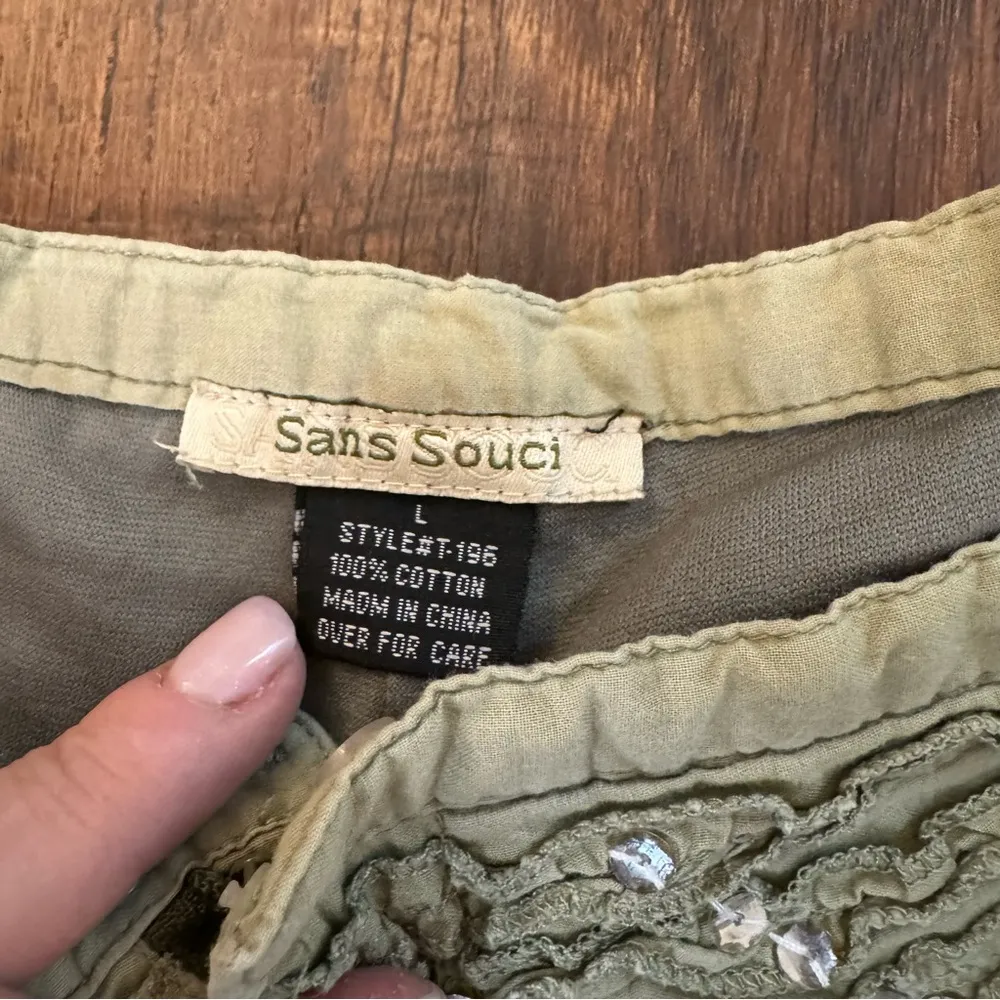 Sans Souci
L
STYLE#T-196
100% COTTON
MADM IN CHINA
OVER FOR CARE